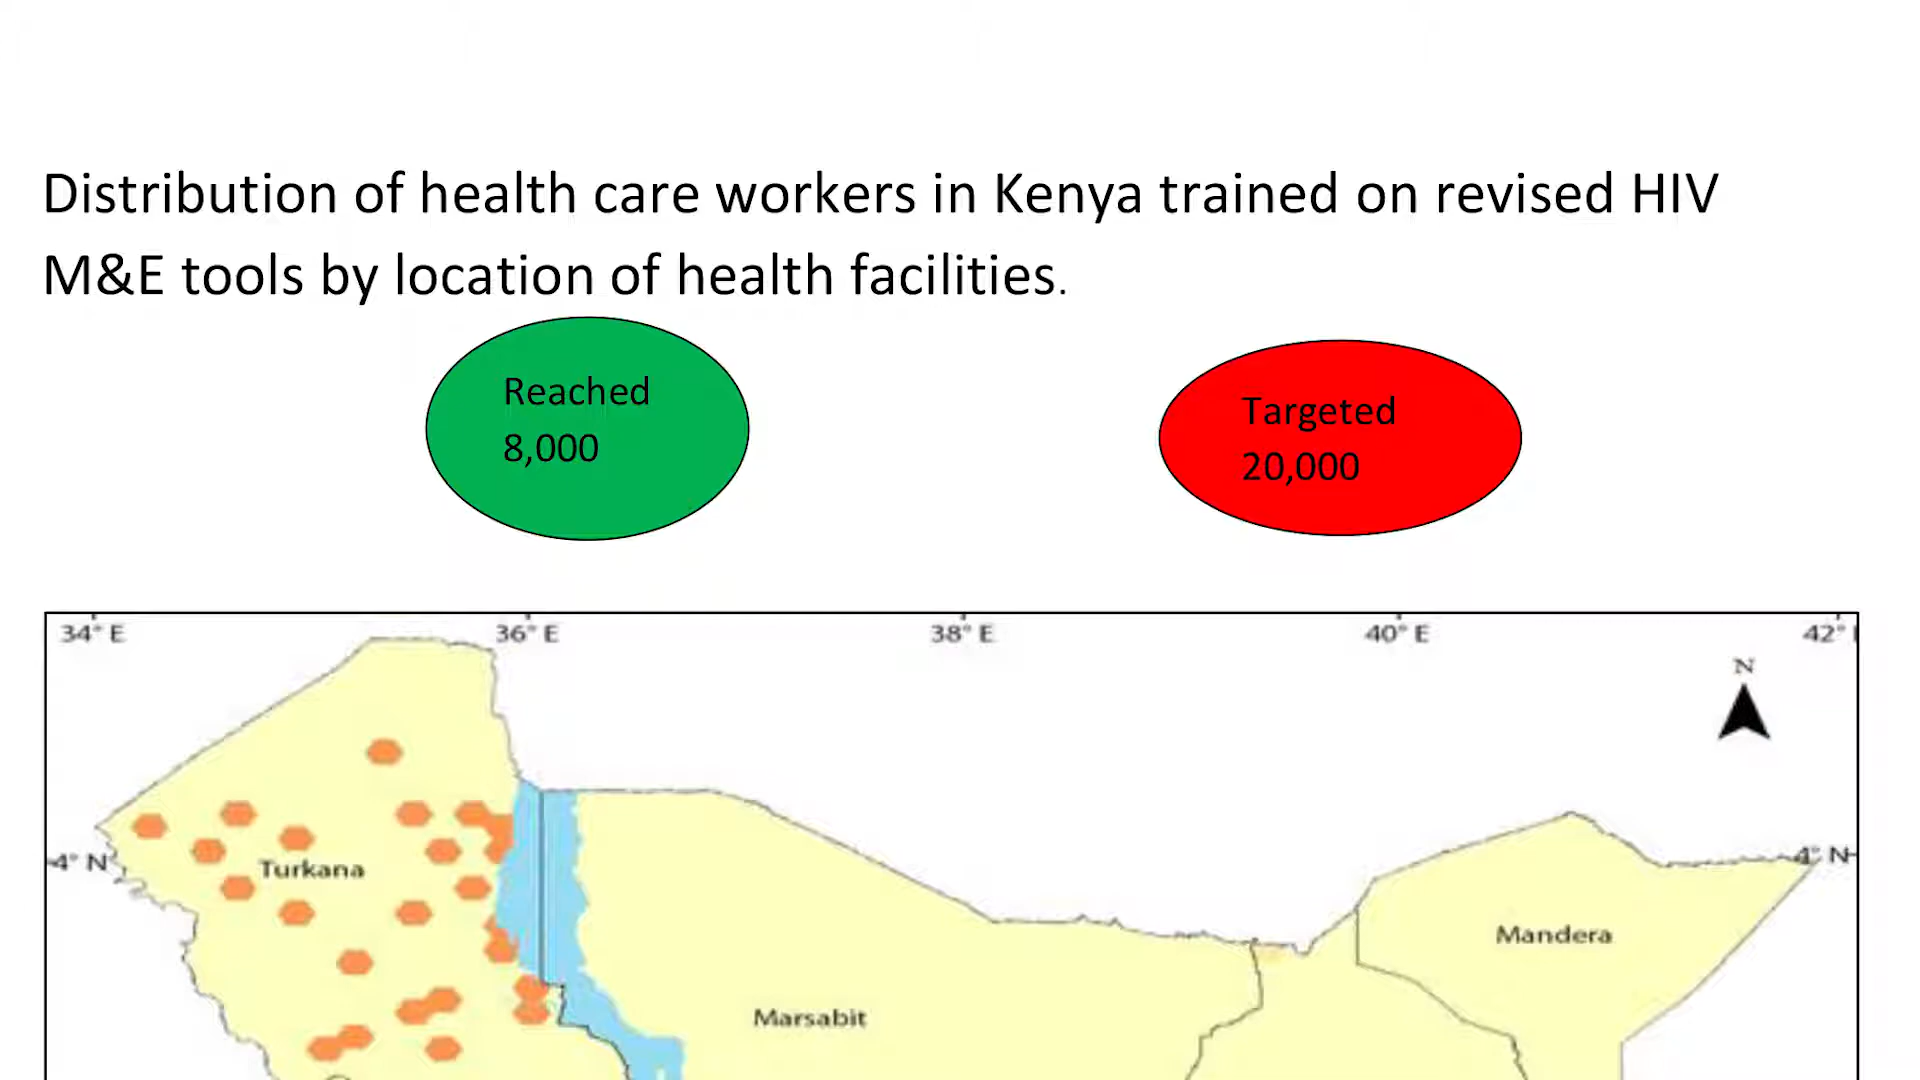 Distribution of health care workers in Kenya trained on revised HIV
M&E tools by location of health facilities.
Reached
8,000
Targeted
20,000
34° E
36° E
38° E
40° E
42°
N
4° N
Turkana
4° N
Mandera
Marsabit